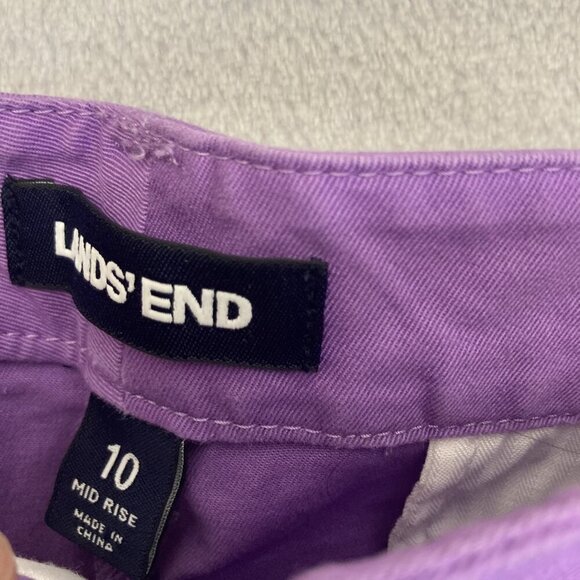 LANDS' END
10
MID RISE
MADE IN
CHINA